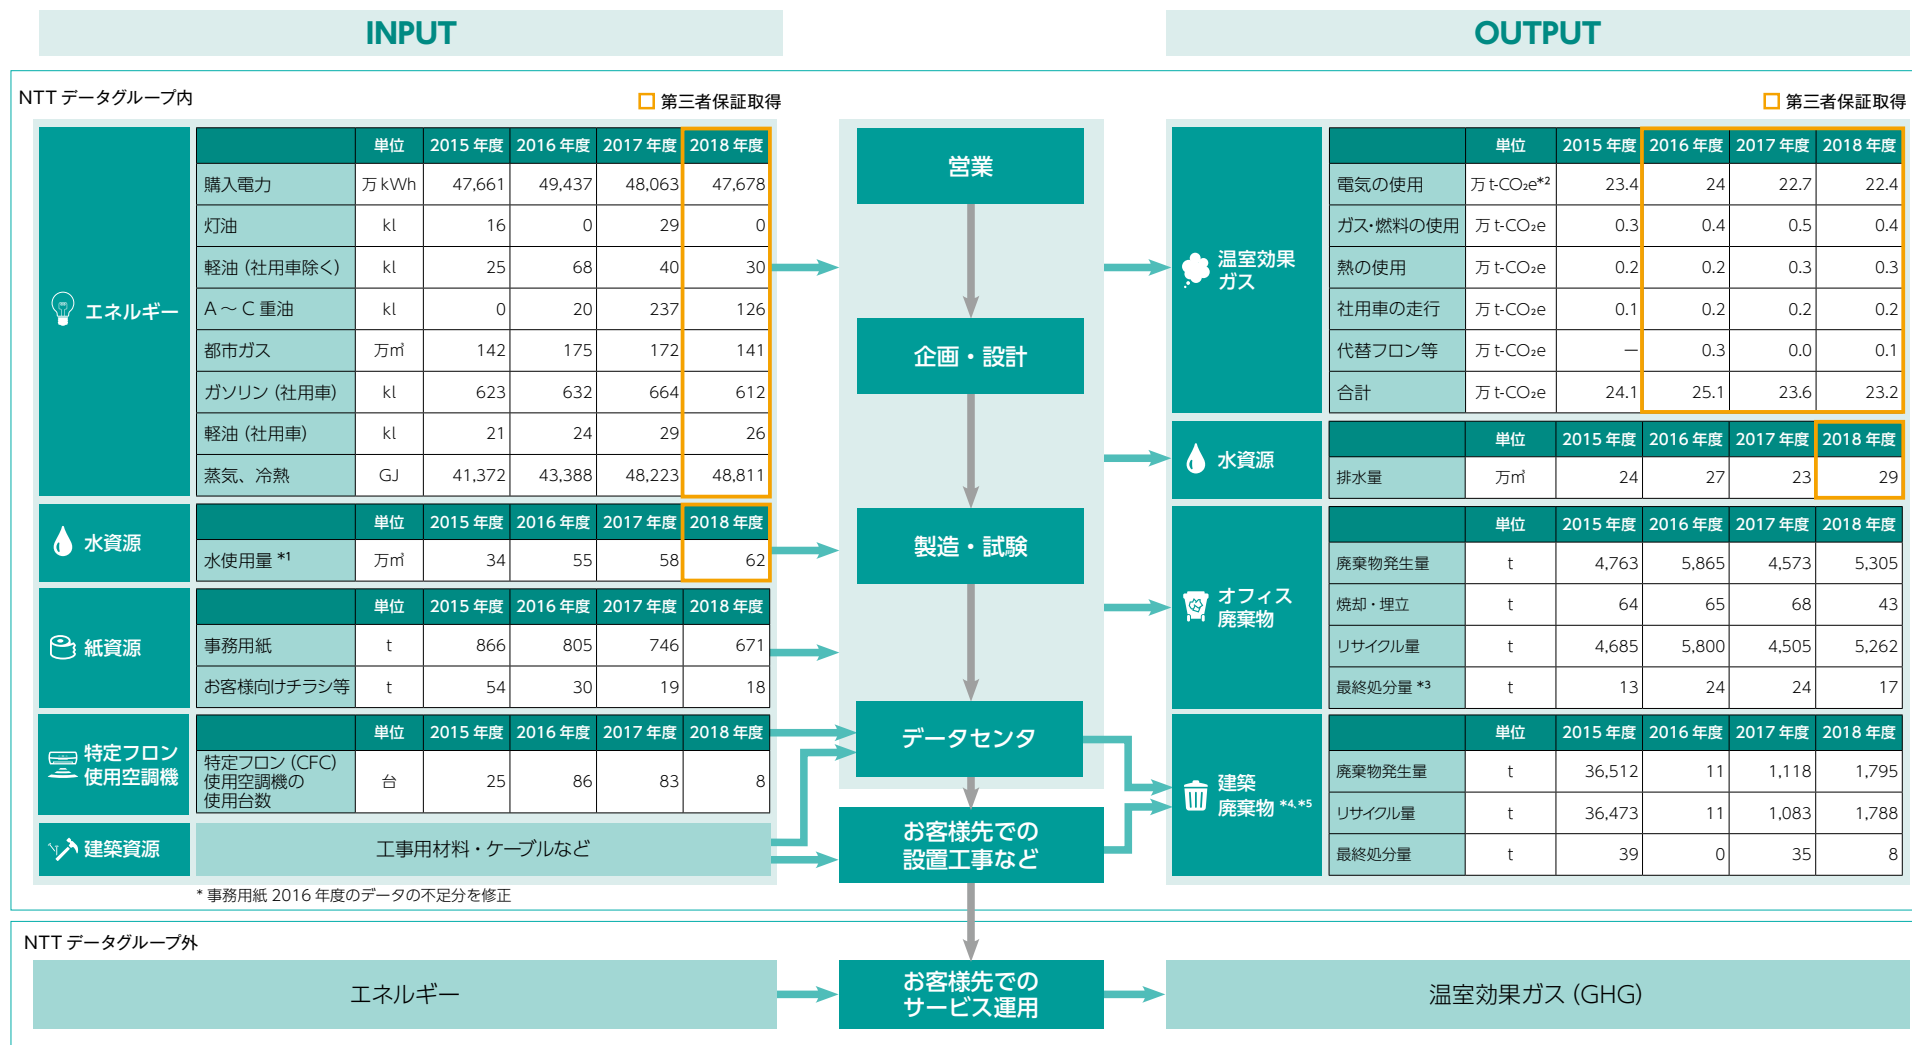 INPUT
OUTPUT
NTT データグループ内
第三者保証取得
第三者保証取得
エネルギー
単位 2015 年度 2016 年度 2017 年度 2018 年度
購入電力 万 kWh 47,661 49,437 48,063 47,678
灯油 kl 16 0 29 0
軽油 (社用車除く) kl 25 68 40 30
A ～ C 重油 kl 0 20 237 126
都市ガス 万㎥ 142 175 172 141
ガソリン (社用車) kl 623 632 664 612
軽油 (社用車) kl 21 24 29 26
蒸気、冷熱 GJ 41,372 43,388 48,223 48,811
水資源
単位 2015 年度 2016 年度 2017 年度 2018 年度
水使用量 *1 万㎥ 34 55 58 62
紙資源
単位 2015 年度 2016 年度 2017 年度 2018 年度
事務用紙 t 866 805 746 671
お客様向けチラシ等 t 54 30 19 18
特定フロン
使用空調機
単位 2015 年度 2016 年度 2017 年度 2018 年度
特定フロン (CFC)
使用空調機の
使用台数
台 25 86 83 8
建築資源
工事用材料・ケーブルなど
* 事務用紙 2016 年度のデータの不足分を修正
営業
企画・設計
製造・試験
データセンタ
お客様先での
設置工事など
温室効果
ガス
単位 2015 年度 2016 年度 2017 年度 2018 年度
電気の使用 万 t-CO₂e*2 23.4 24 22.7 22.4
ガス・燃料の使用 万 t-CO₂e 0.3 0.4 0.5 0.4
熱の使用 万 t-CO₂e 0.2 0.2 0.3 0.3
社用車の走行 万 t-CO₂e 0.1 0.2 0.2 0.2
代替フロン等 万 t-CO₂e — 0.3 0.0 0.1
合計 万 t-CO₂e 24.1 25.1 23.6 23.2
水資源
単位 2015 年度 2016 年度 2017 年度 2018 年度
排水量 万㎥ 24 27 23 29
オフィス
廃棄物
単位 2015 年度 2016 年度 2017 年度 2018 年度
廃棄物発生量 t 4,763 5,865 4,573 5,305
焼却・埋立 t 64 65 68 43
リサイクル量 t 4,685 5,800 4,505 5,262
最終処分量 *3 t 13 24 24 17
建築
廃棄物 *4,*5
単位 2015 年度 2016 年度 2017 年度 2018 年度
廃棄物発生量 t 36,512 11 1,118 1,795
リサイクル量 t 36,473 11 1,083 1,788
最終処分量 t 39 0 35 8
NTT データグループ外
エネルギー
お客様先での
サービス運用
温室効果ガス (GHG)